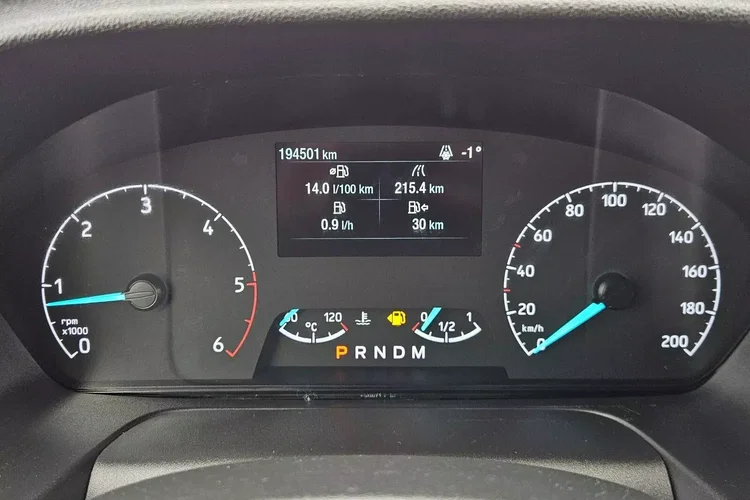 194501 km -1°
14.0 l/100 km 215.4 km
0.9 l/h 30 km
0 1 2 3 4 5 6
rpm
x1000
0 20 40 60 80 100 120 140 160 180 200
km/h
120
°C
0 1/2 1
P R N D M